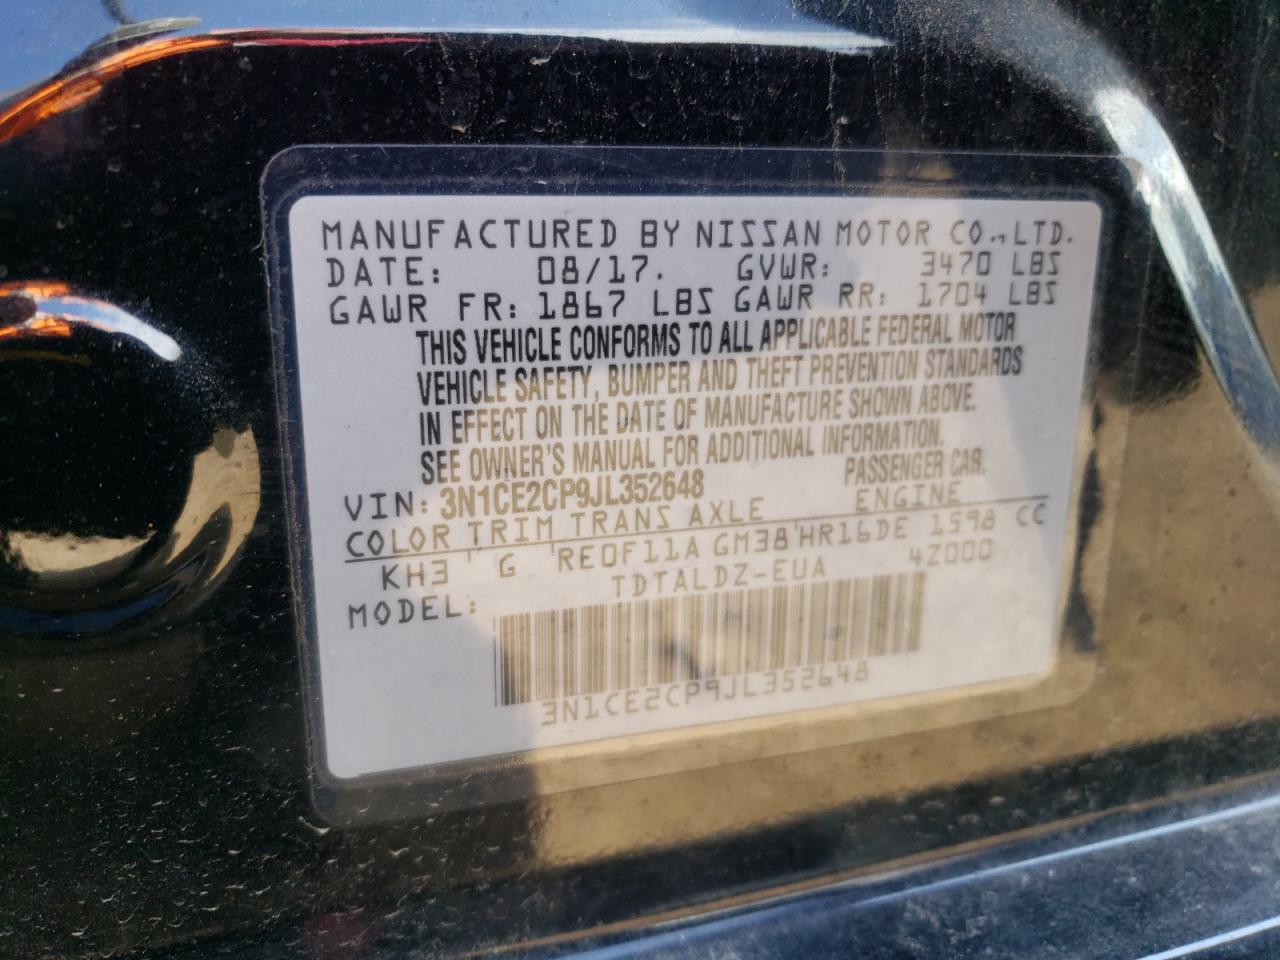 MANUFACTURED BY NISSAN MOTOR CO., LTD.
DATE: 08/17. GVWR: 3470 LBS
GAWR FR: 1867 LBS GAWR RR: 1704 LBS
THIS VEHICLE CONFORMS TO ALL APPLICABLE FEDERAL MOTOR
VEHICLE SAFETY, BUMPER AND THEFT PREVENTION STANDARDS
IN EFFECT ON THE DATE OF MANUFACTURE SHOWN ABOVE.
SEE OWNER'S MANUAL FOR ADDITIONAL INFORMATION.
VIN: 3N1CE2CP9JL352648 PASSENGER CAR.
COLOR TRIM TRANS AXLE ENGINE
KH3 G RE0F11A GM38 HR16DE 1598 CC
MODEL: TDTALDZ-EUA 4Z000
3N1CE2CP9JL352648